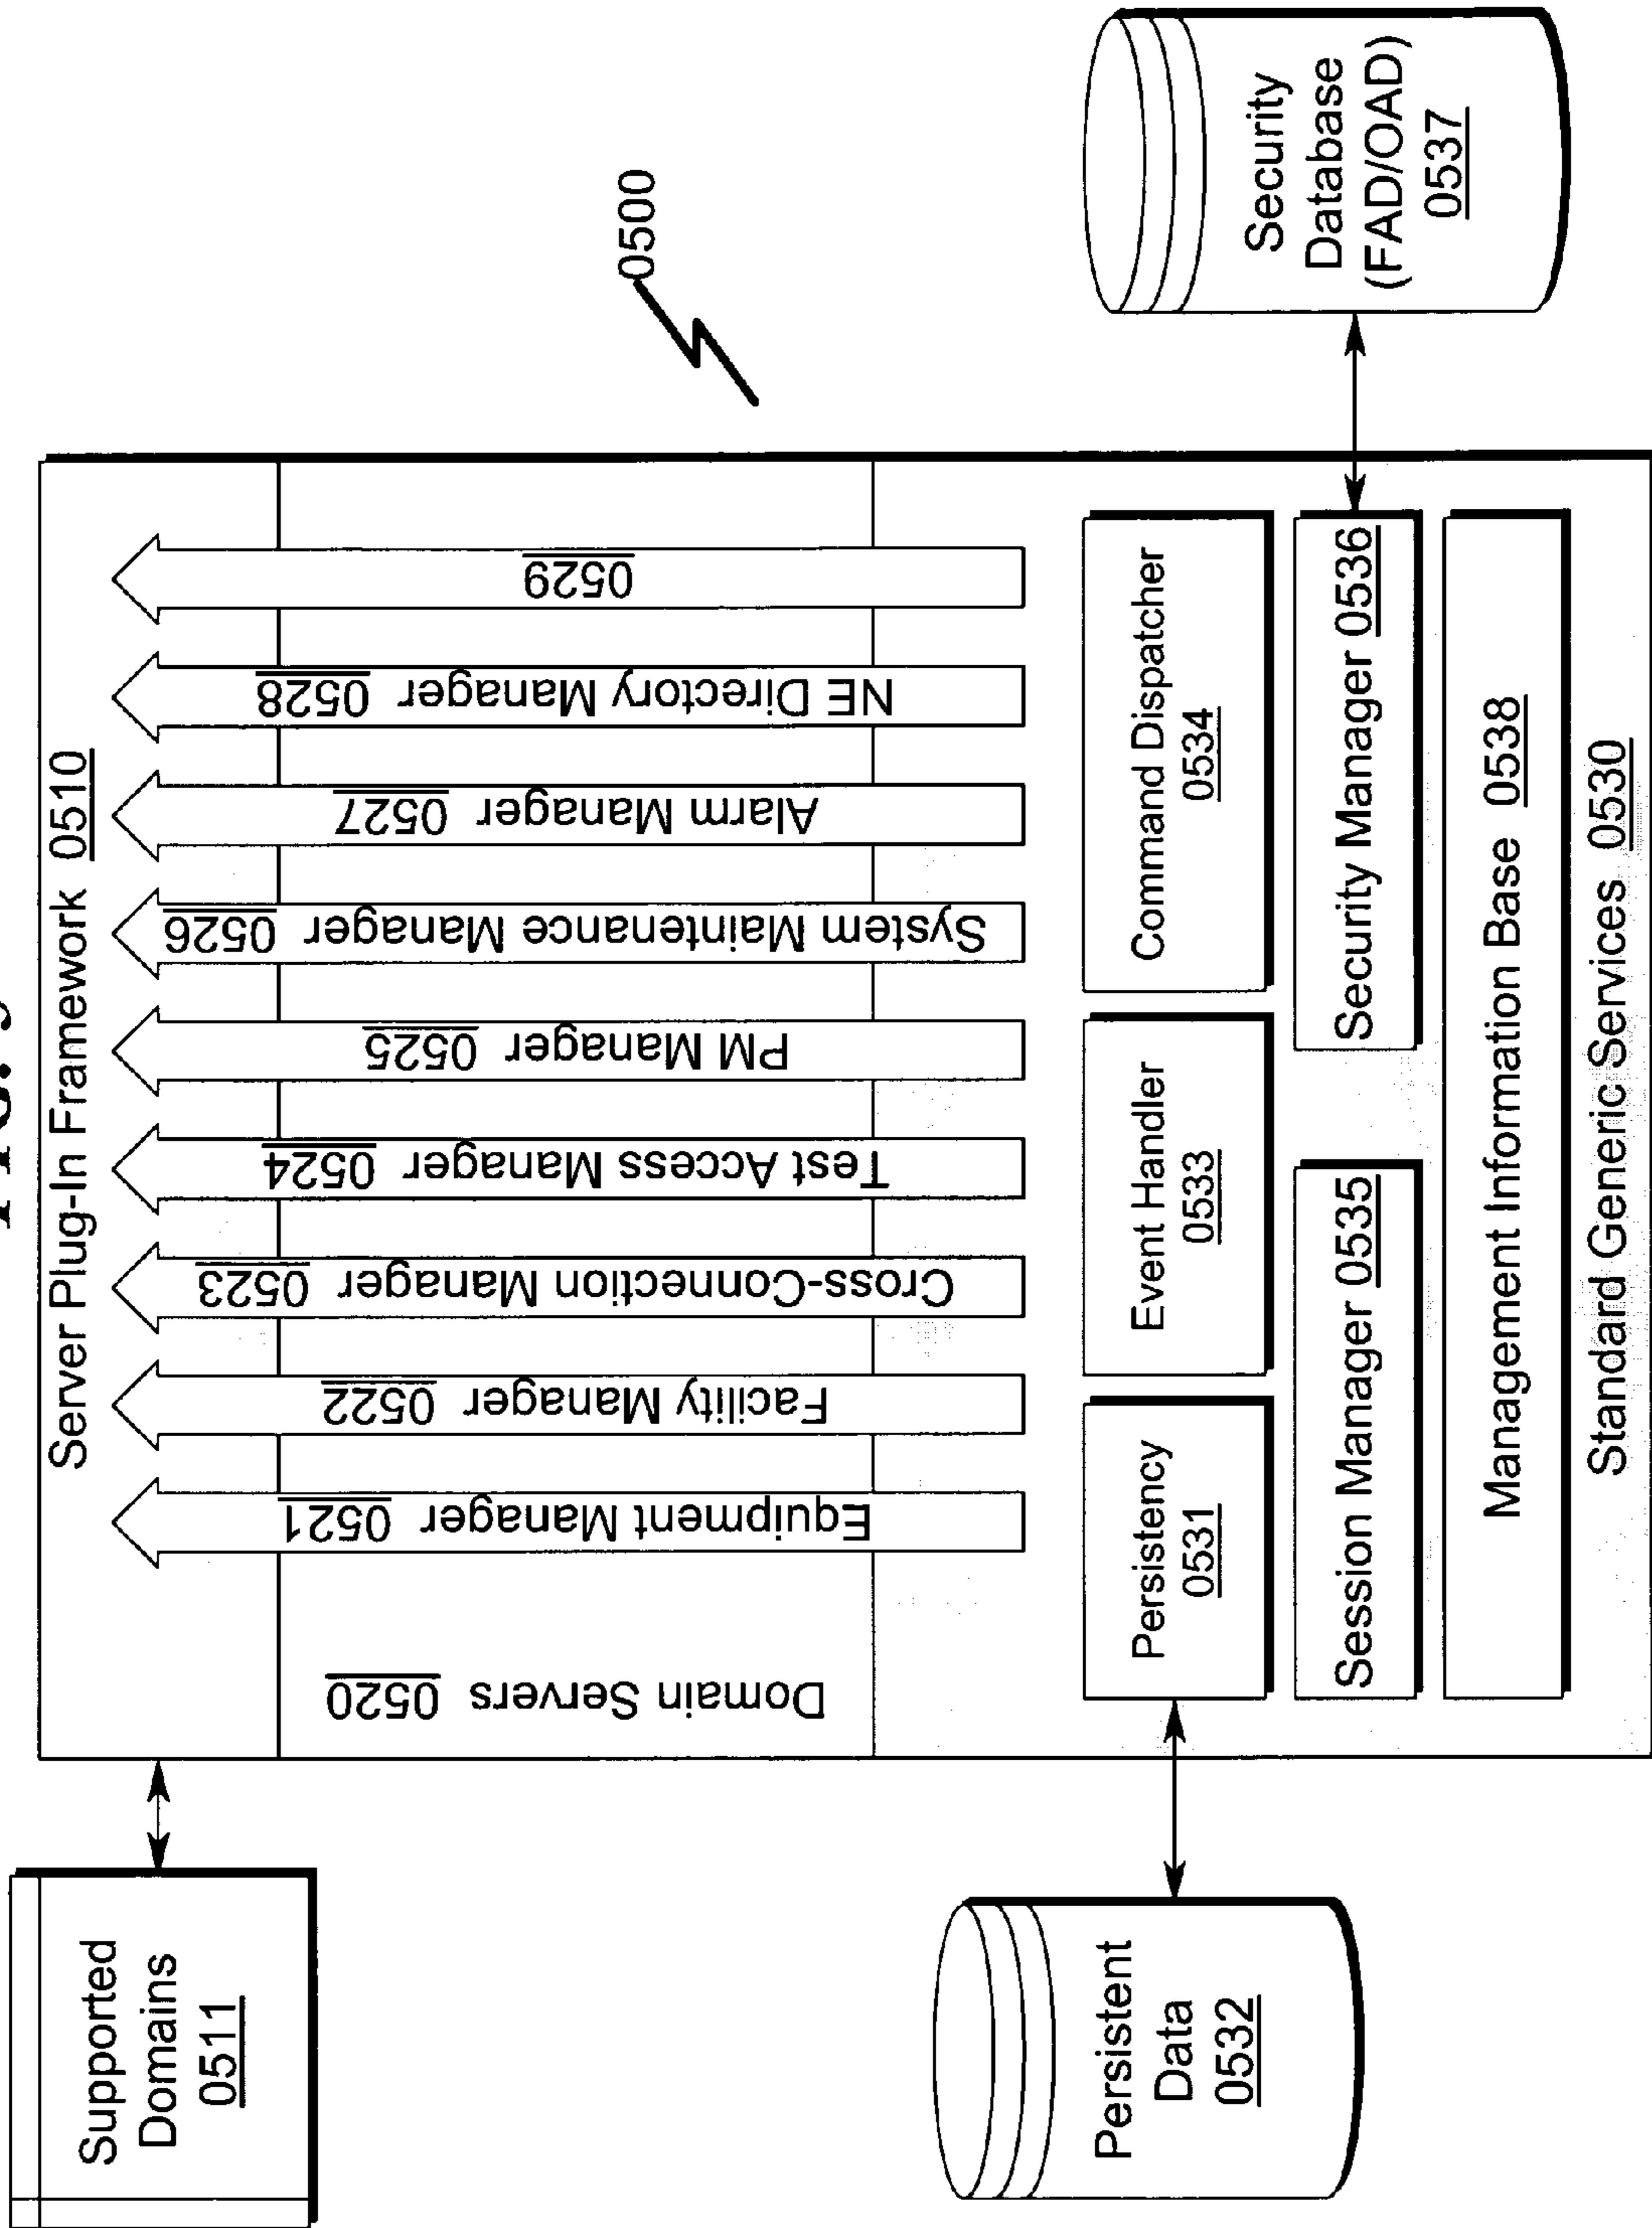 Server Plug-In Framework 0510
Supported
Domains
0511
Domain Servers 0520
Equipment Manager 0521
Facility Manager 0522
Cross-Connection Manager 0523
Test Access Manager 0524
PM Manager 0525
System Maintenance Manager 0526
Alarm Manager 0527
NE Directory Manager 0528
0529
0500
Persistent
Data
0532
Persistency
0531
Event Handler
0533
Command Dispatcher
0534
Session Manager 0535
Security Manager 0536
Security
Database
(FAD/OAD)
0537
Management Information Base 0538
Standard Generic Services 0530